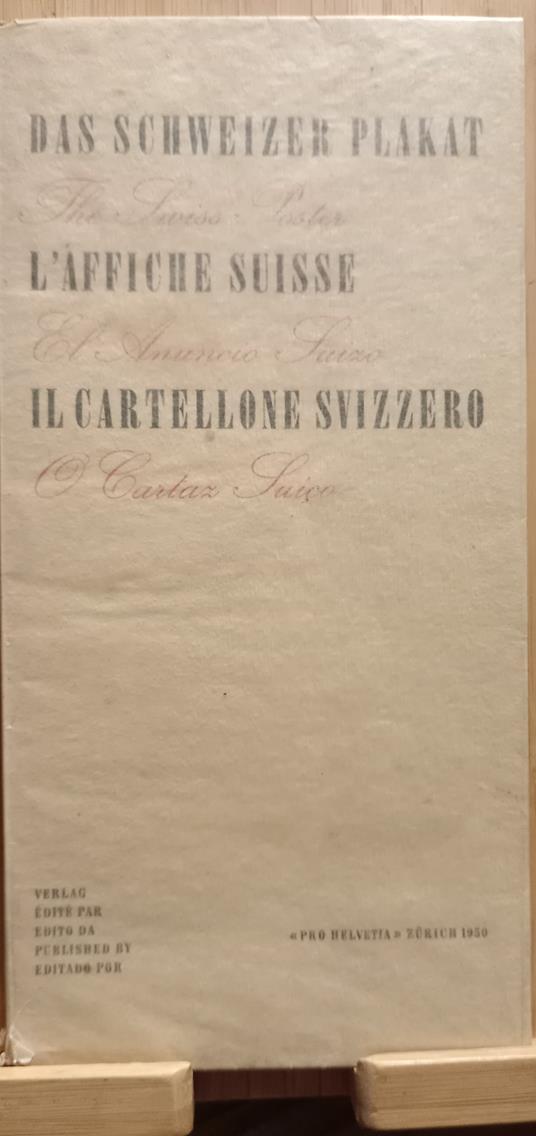 DAS SCHWEIZER PLAKAT
The Swiss Poster
L'AFFICHE SUISSE
El Anuncio Suizo
IL CARTELLONE SVIZZERO
O Cartaz Suiço
VERLAG
ÉDITÉ PAR
EDITO DA
PUBLISHED BY
EDITADO POR
«PRO HELVETIA» ZÜRICH 1950